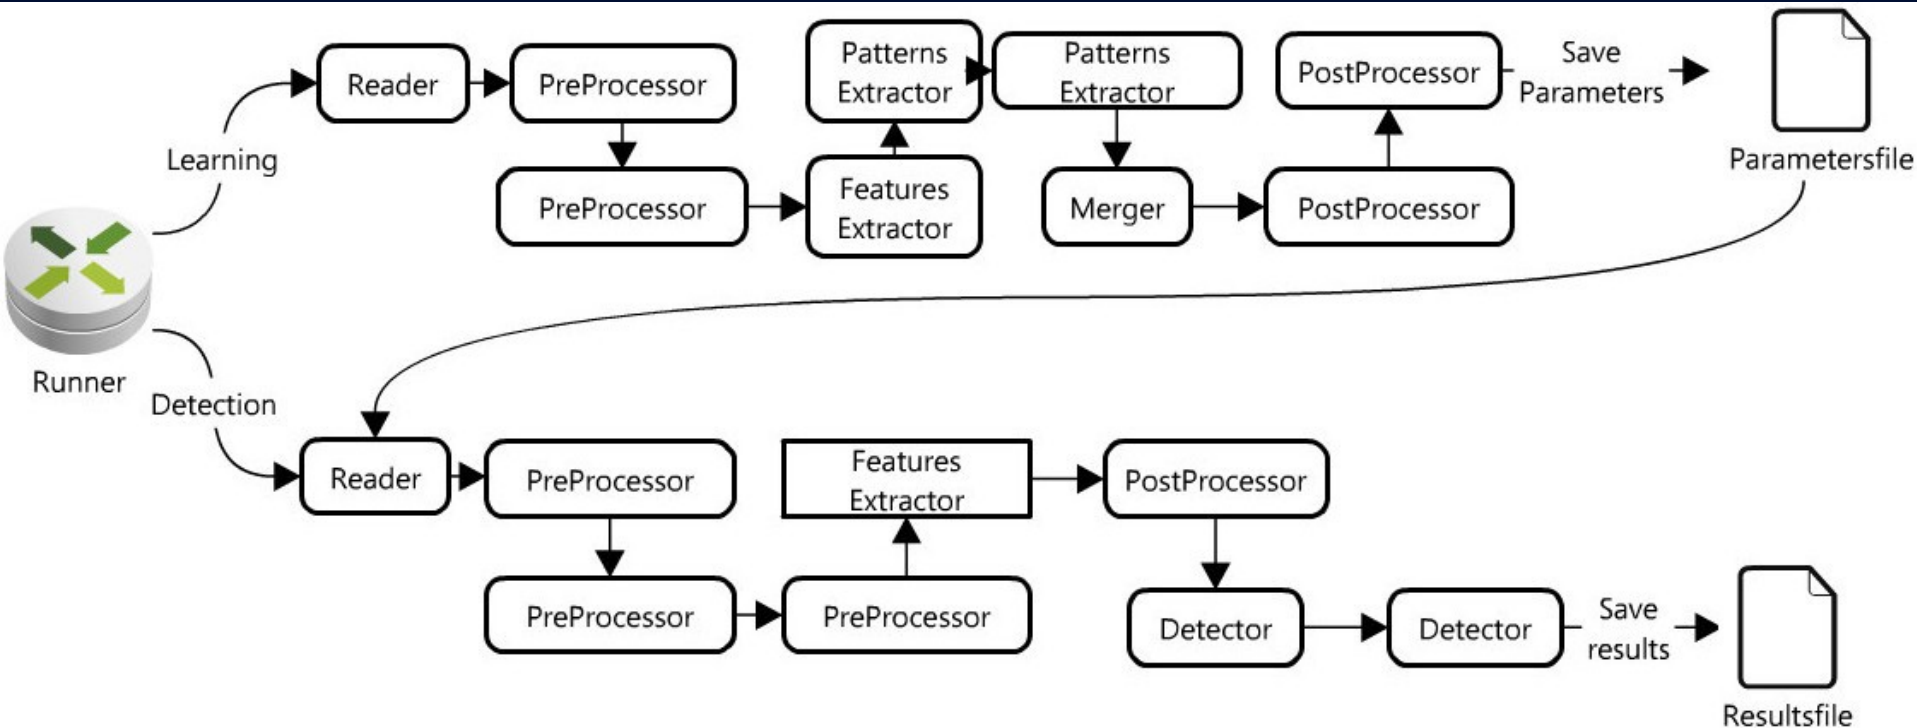 Learning
Reader
PreProcessor
PreProcessor
Features
Extractor
Patterns
Extractor
Patterns
Extractor
Merger
PostProcessor
PostProcessor
Save
Parameters
Parametersfile
Runner
Detection
Reader
PreProcessor
PreProcessor
PreProcessor
Features
Extractor
PostProcessor
Detector
Detector
Save
results
Resultsfile